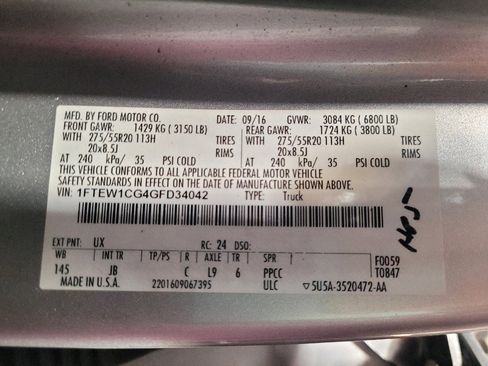 MFD. BY FORD MOTOR CO. 09/16 GVWR: 3084 KG ( 6800 LB)
FRONT GAWR: 1429 KG ( 3150 LB) REAR GAWR: 1724 KG ( 3800 LB)
WITH 275/55R20 113H TIRES WITH 275/55R20 113H TIRES
20x8.5J RIMS 20x8.5J RIMS
AT 240 kPa/ 35 PSI COLD AT 240 kPa/ 35 PSI COLD
THIS VEHICLE CONFORMS TO ALL APPLICABLE FEDERAL MOTOR VEHICLE
SAFETY STANDARDS IN EFFECT ON THE DATE OF MANUFACTURE SHOWN ABOVE.
VIN: 1FTEW1CG4GFD34042 TYPE: Truck
EXT PNT: UX RC: 24 DSO:
WB INT TR TP/PS R AXLE TR SPR F0059
145 JB C L9 6 PPCC T0847
MADE IN U.S.A. 2201609067395 ULC ▽5U5A-3520472-AA